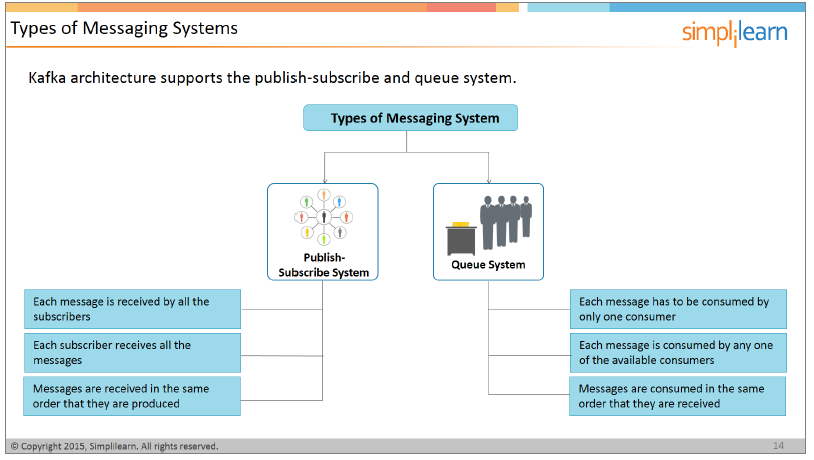 Types of Messaging Systems
simplilearn
Kafka architecture supports the publish-subscribe and queue system.
Types of Messaging System
Publish-
Subscribe System
Queue System
Each message is received by all the
subscribers
Each subscriber receives all the
messages
Messages are received in the same
order that they are produced
Each message has to be consumed by
only one consumer
Each message is consumed by any one
of the available consumers
Messages are consumed in the same
order that they are received
© Copyright 2015, Simplilearn. All rights reserved.
14